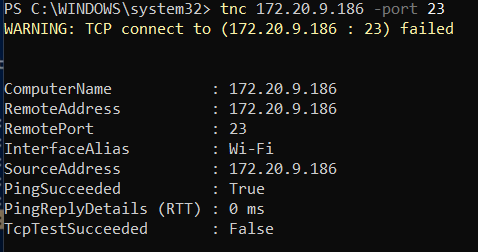 PS C:\WINDOWS\system32> tnc 172.20.9.186 -port 23
WARNING: TCP connect to (172.20.9.186 : 23) failed
ComputerName : 172.20.9.186
RemoteAddress : 172.20.9.186
RemotePort : 23
InterfaceAlias : Wi-Fi
SourceAddress : 172.20.9.186
PingSucceeded : True
PingReplyDetails (RTT) : 0 ms
TcpTestSucceeded : False